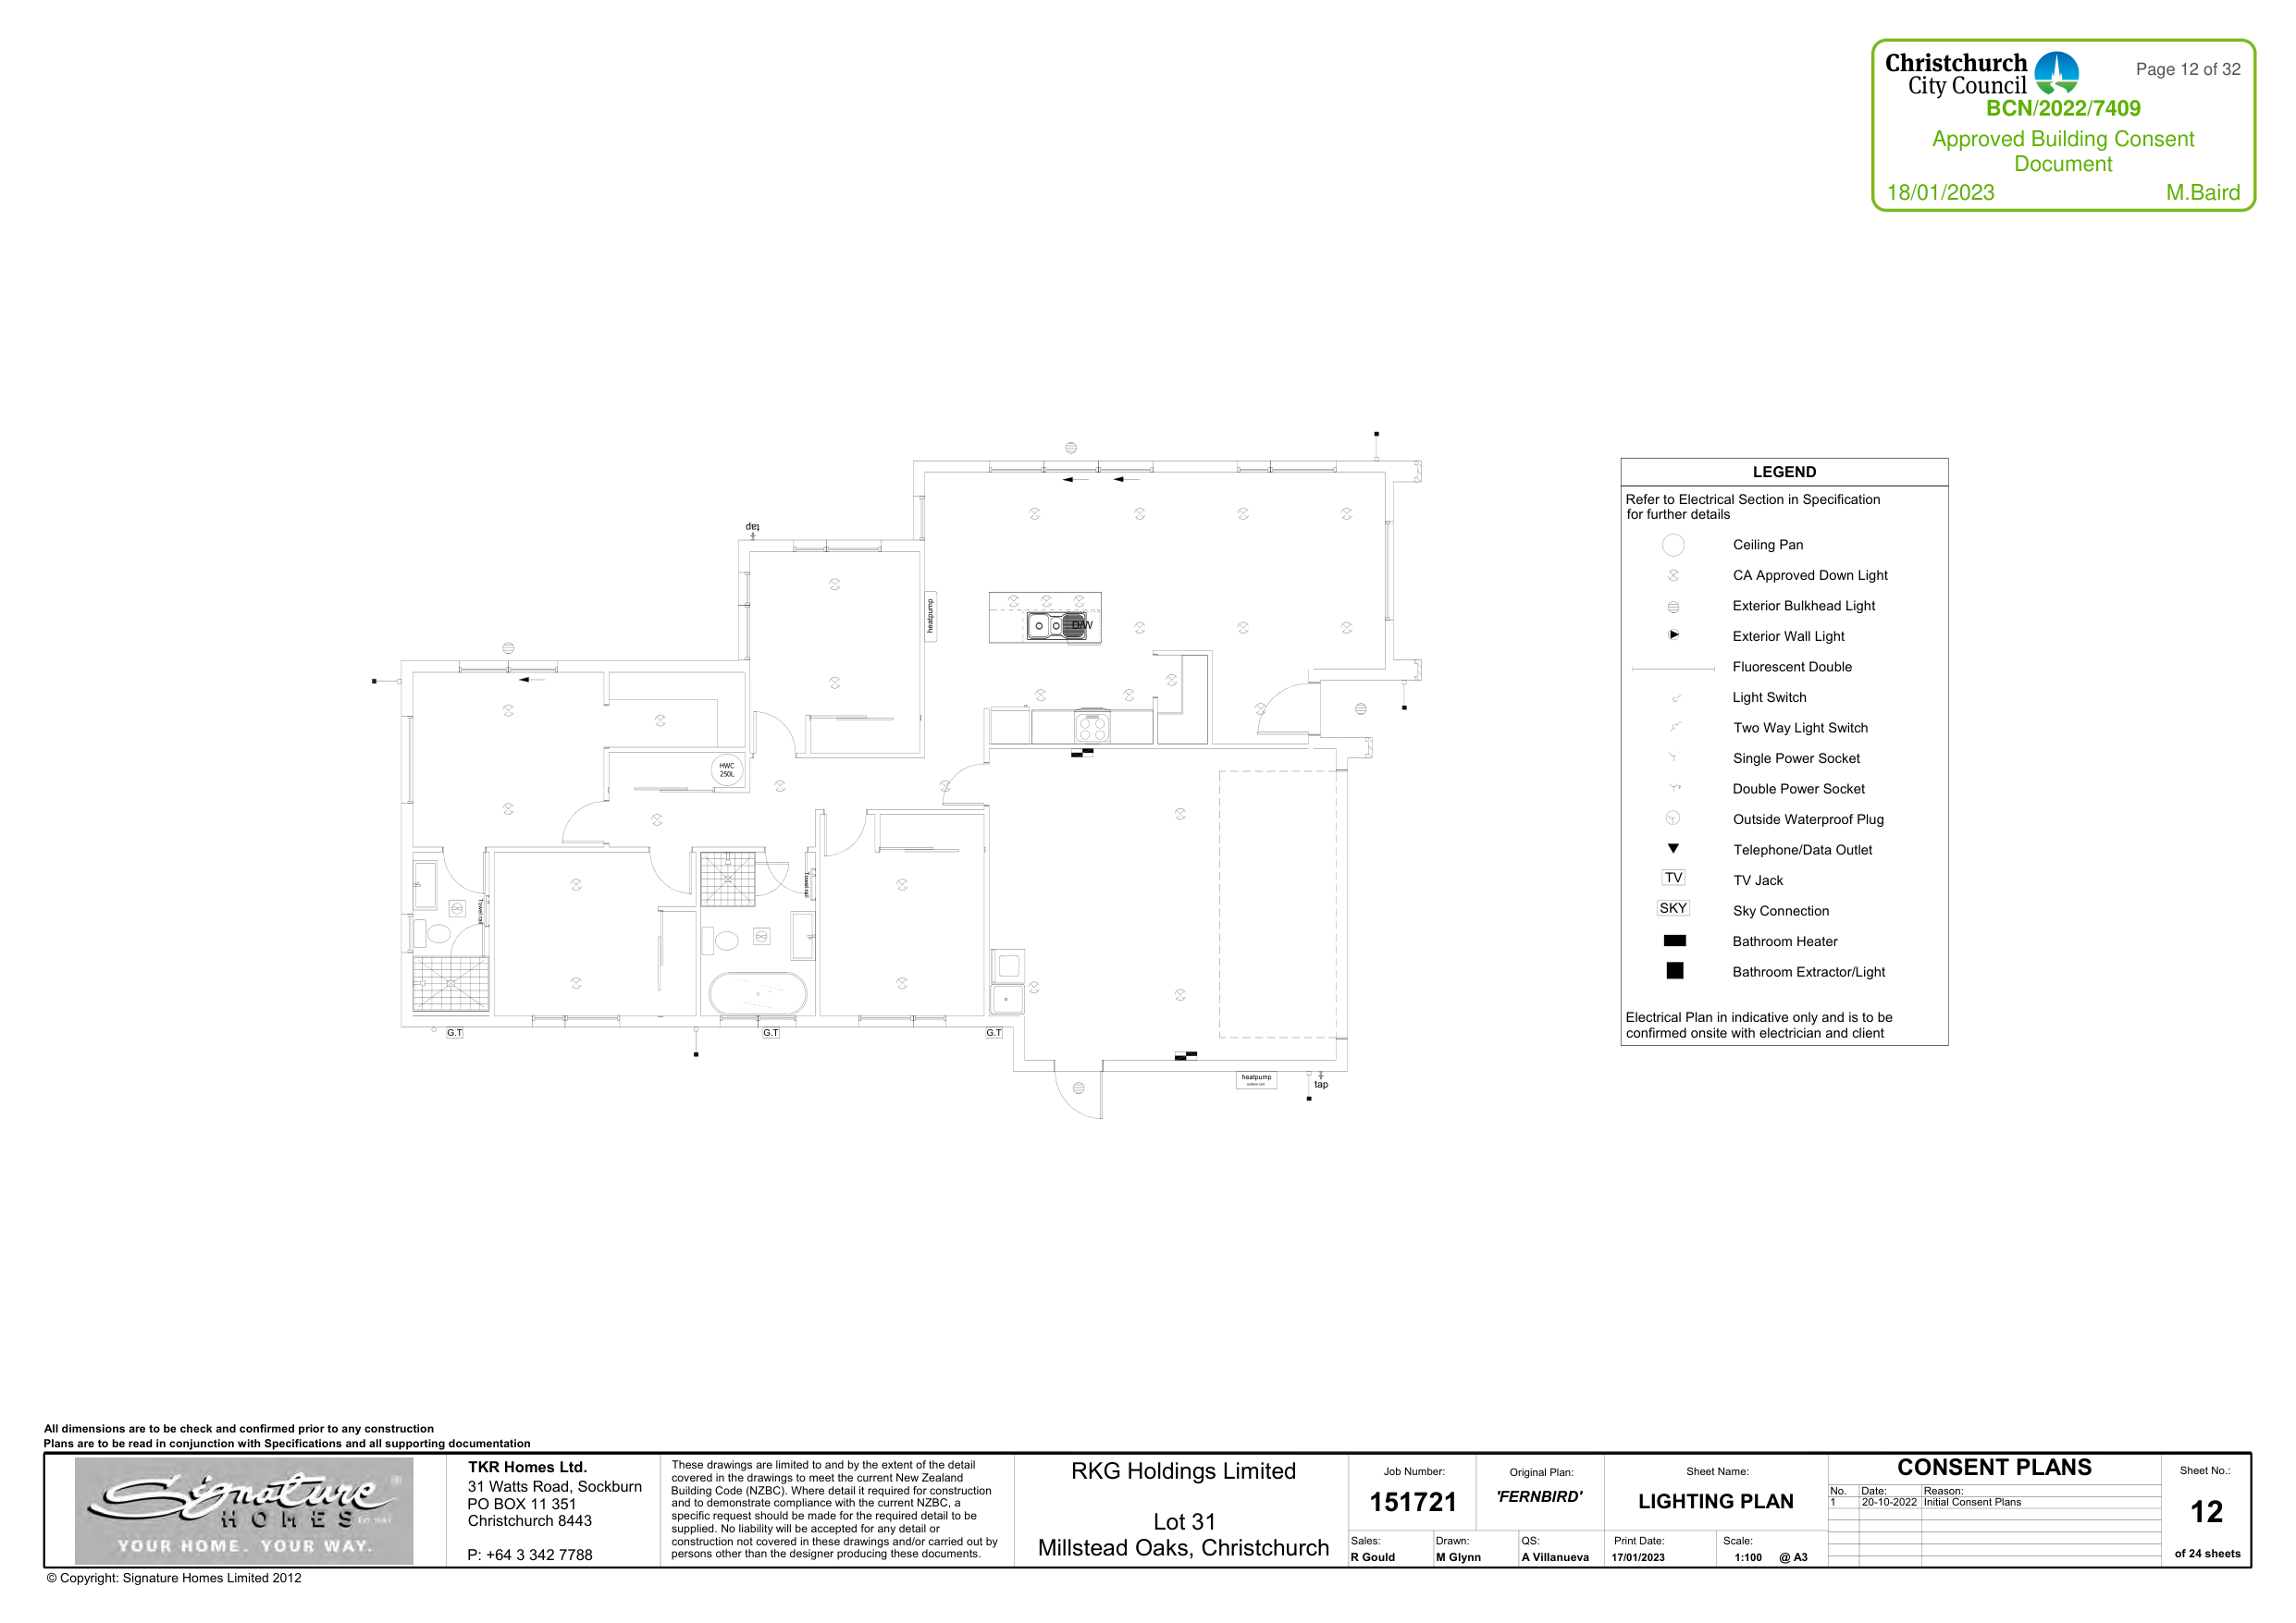 Christchurch
City Council
Page 12 of 32
BCN/2022/7409
Approved Building Consent
Document
18/01/2023
M.Baird
tap
heatpump
D/W
HWC
250L
Towel rail
Towel rail
G.T
G.T
G.T
heatpump
tap
LEGEND
Refer to Electrical Section in Specification
for further details
Ceiling Pan
CA Approved Down Light
Exterior Bulkhead Light
Exterior Wall Light
Fluorescent Double
Light Switch
Two Way Light Switch
Single Power Socket
Double Power Socket
Outside Waterproof Plug
Telephone/Data Outlet
TV TV Jack
SKY Sky Connection
Bathroom Heater
Bathroom Extractor/Light
Electrical Plan in indicative only and is to be
confirmed onsite with electrician and client
All dimensions are to be check and confirmed prior to any construction
Plans are to be read in conjunction with Specifications and all supporting documentation
Signature ®
HOMES Est. 1983
YOUR HOME. YOUR WAY.
TKR Homes Ltd.
31 Watts Road, Sockburn
PO BOX 11 351
Christchurch 8443
P: +64 3 342 7788
These drawings are limited to and by the extent of the detail
covered in the drawings to meet the current New Zealand
Building Code (NZBC). Where detail it required for construction
and to demonstrate compliance with the current NZBC, a
specific request should be made for the required detail to be
supplied. No liability will be accepted for any detail or
construction not covered in these drawings and/or carried out by
persons other than the designer producing these documents.
RKG Holdings Limited
Lot 31
Millstead Oaks, Christchurch
Job Number:
151721
Original Plan:
'FERNBIRD'
Sales:
R Gould
Drawn:
M Glynn
QS:
A Villanueva
Sheet Name:
LIGHTING PLAN
Print Date:
17/01/2023
Scale:
1:100 @ A3
CONSENT PLANS
No. Date: Reason:
1 20-10-2022 Initial Consent Plans
Sheet No.:
12
of 24 sheets
© Copyright: Signature Homes Limited 2012